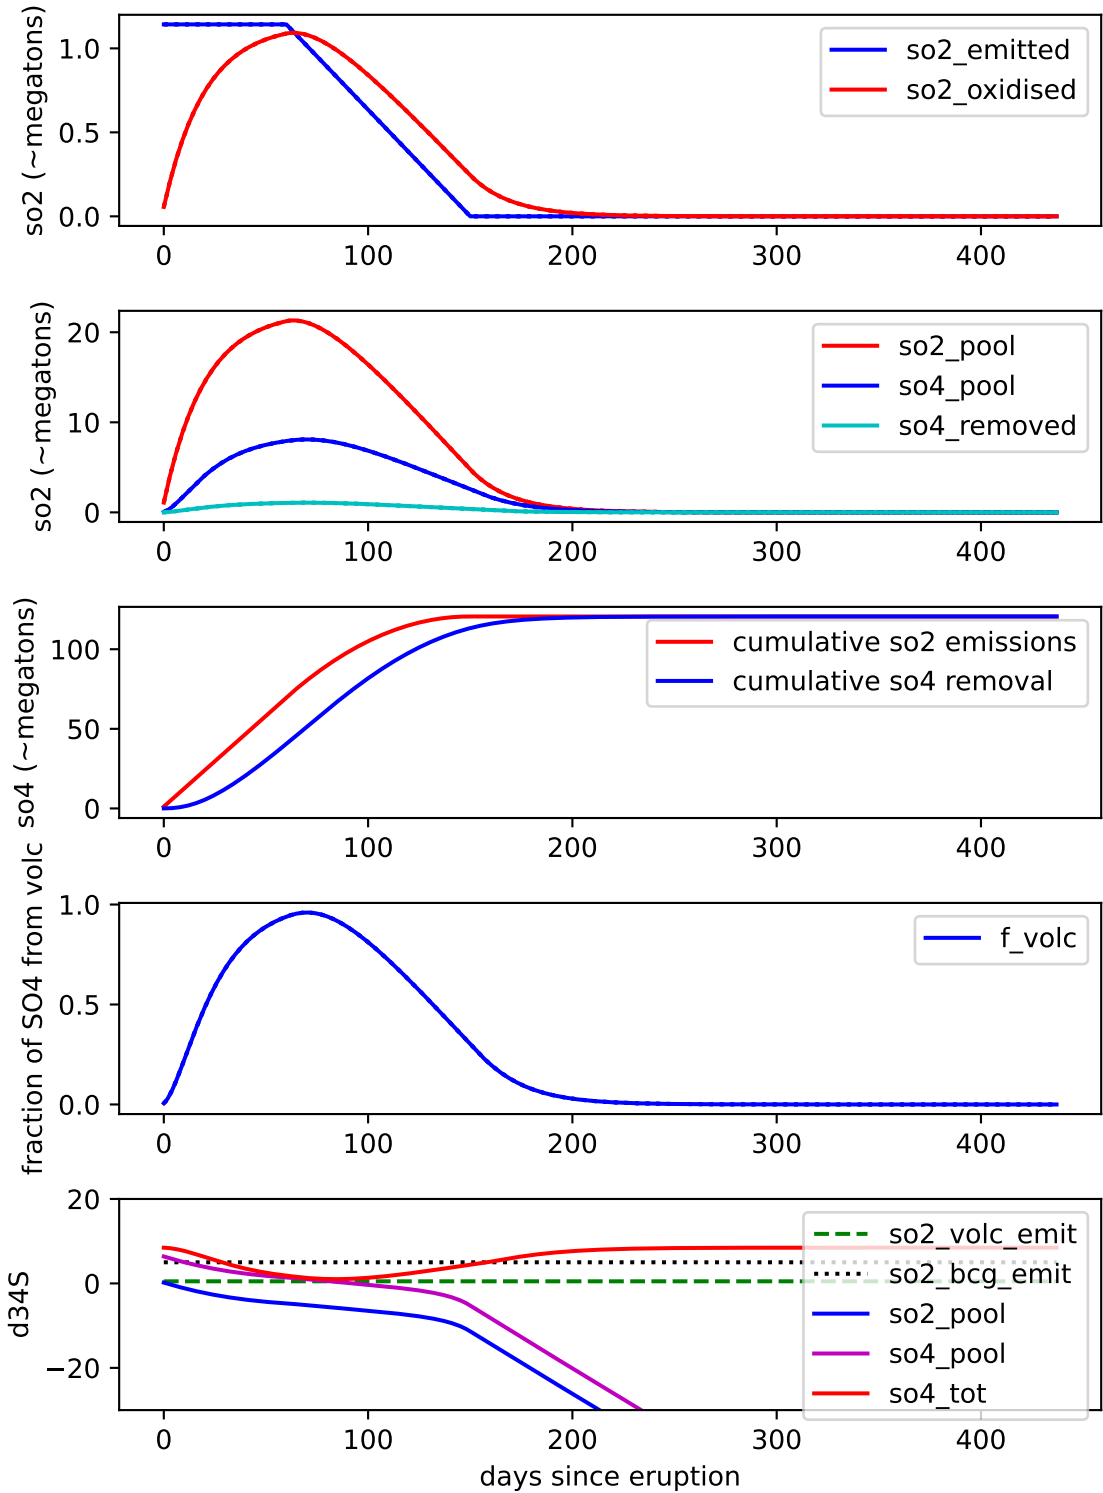 so2 (~megatons)
1.0
0.5
0.0
so2_emitted
so2_oxidised
0 100 200 300 400
so2 (~megatons)
20
10
0
so2_pool
so4_pool
so4_removed
0 100 200 300 400
so4 (~megatons)
100
50
0
cumulative so2 emissions
cumulative so4 removal
0 100 200 300 400
fraction of SO4 from volc
1.0
0.5
0.0
f_volc
0 100 200 300 400
d34S
20
0
−20
so2_volc_emit
so2_bcg_emit
so2_pool
so4_pool
so4_tot
0 100 200 300 400
days since eruption